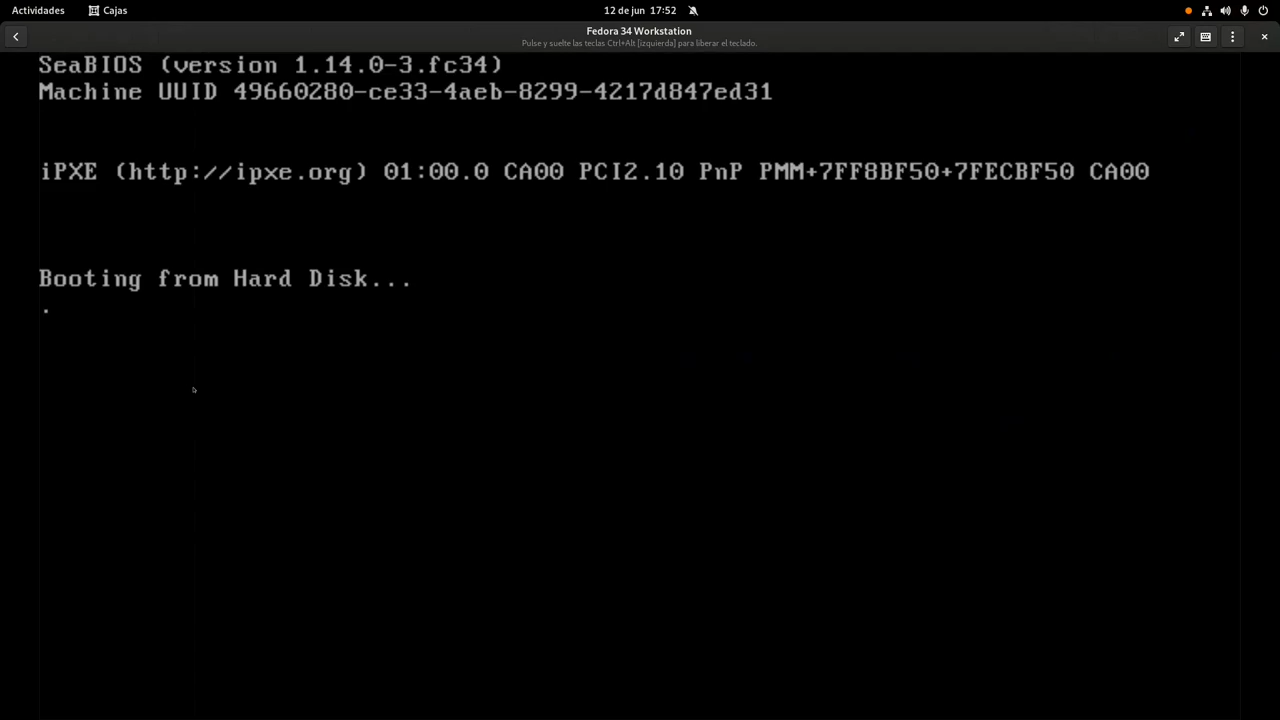 Actividades
Cajas
12 de jun 17:52
Fedora 34 Workstation
Pulse y suelte las teclas Ctrl+Alt [izquierda] para liberar el teclado.
SeaBIOS (version 1.14.0-3.fc34)
Machine UUID 49660280-ce33-4aeb-8299-4217d847ed31
iPXE (http://ipxe.org) 01:00.0 CA00 PCI2.10 PnP PMM+7FF8BF50+7FECBF50 CA00
Booting from Hard Disk...
.